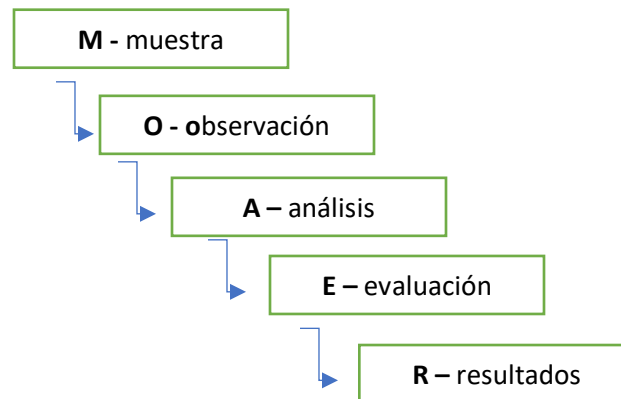 M - muestra
O - observación
A – análisis
E – evaluación
R – resultados